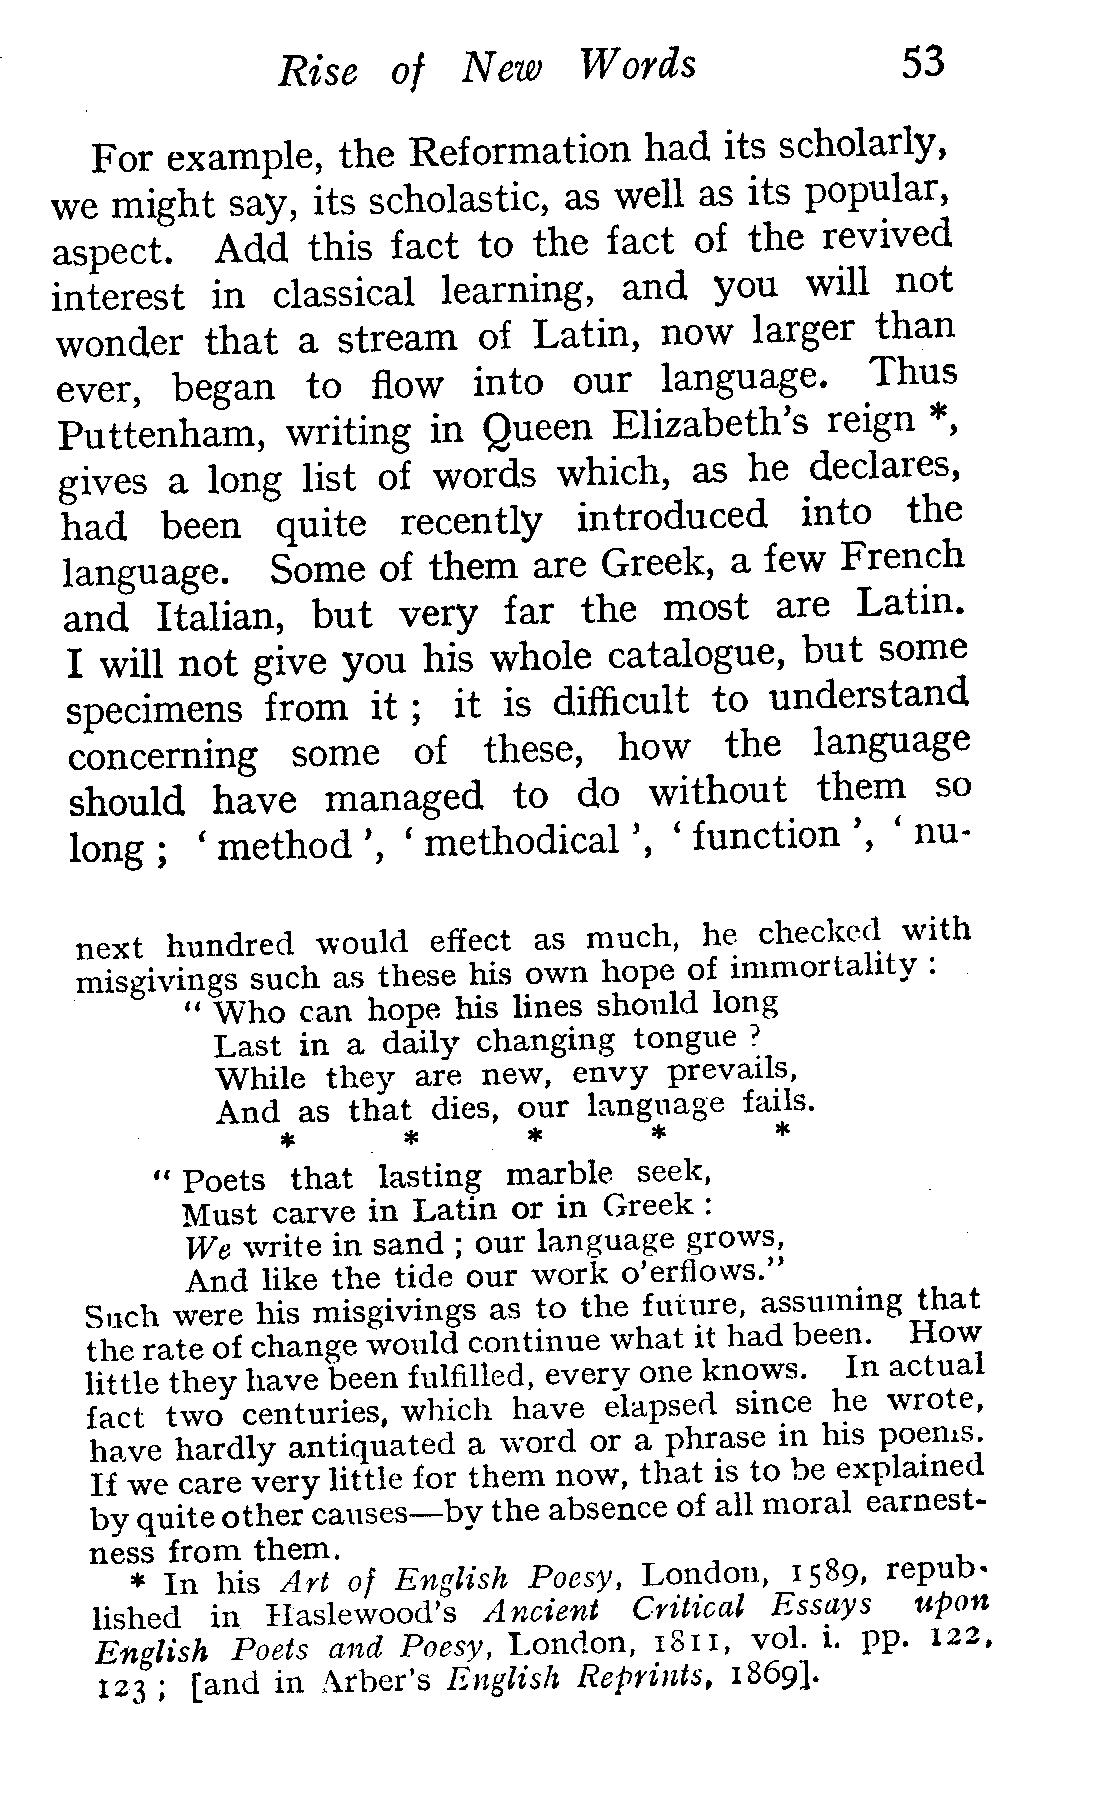 Rise of New Words 53
For example, the Reformation had its scholarly,
we might say, its scholastic, as well as its popular,
aspect. Add this fact to the fact of the revived
interest in classical learning, and you will not
wonder that a stream of Latin, now larger than
ever, began to flow into our language. Thus
Puttenham, writing in Queen Elizabeth's reign *,
gives a long list of words which, as he declares,
had been quite recently introduced into the
language. Some of them are Greek, a few French
and Italian, but very far the most are Latin.
I will not give you his whole catalogue, but some
specimens from it ; it is difficult to understand
concerning some of these, how the language
should have managed to do without them so
long ; ‘ method ’, ‘ methodical ’, ‘ function ’, ‘ nu-
next hundred would effect as much, he checked with
misgivings such as these his own hope of immortality :
“ Who can hope his lines should long
Last in a daily changing tongue ?
While they are new, envy prevails,
And as that dies, our language fails.
* * * * *
“ Poets that lasting marble seek,
Must carve in Latin or in Greek :
We write in sand ; our language grows,
And like the tide our work o'erflows.”
Such were his misgivings as to the future, assuming that
the rate of change would continue what it had been. How
little they have been fulfilled, every one knows. In actual
fact two centuries, which have elapsed since he wrote,
have hardly antiquated a word or a phrase in his poems.
If we care very little for them now, that is to be explained
by quite other causes—by the absence of all moral earnest-
ness from them.
* In his Art of English Poesy, London, 1589, repub-
lished in Haslewood's Ancient Critical Essays upon
English Poets and Poesy, London, 1811, vol. i. pp. 122,
123 ; [and in Arber's English Reprints, 1869].